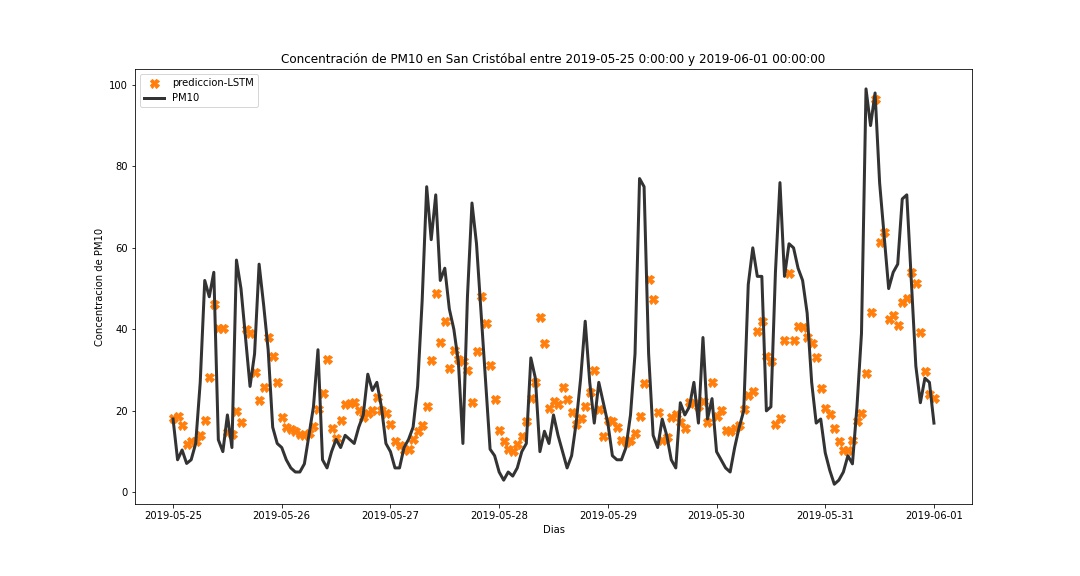 Concentración de PM10 en San Cristóbal entre 2019-05-25 0:00:00 y 2019-06-01 00:00:00
prediccion-LSTM
PM10
100
80
60
40
20
0
Concentracion de PM10
2019-05-25 2019-05-26 2019-05-27 2019-05-28 2019-05-29 2019-05-30 2019-05-31 2019-06-01
Dias